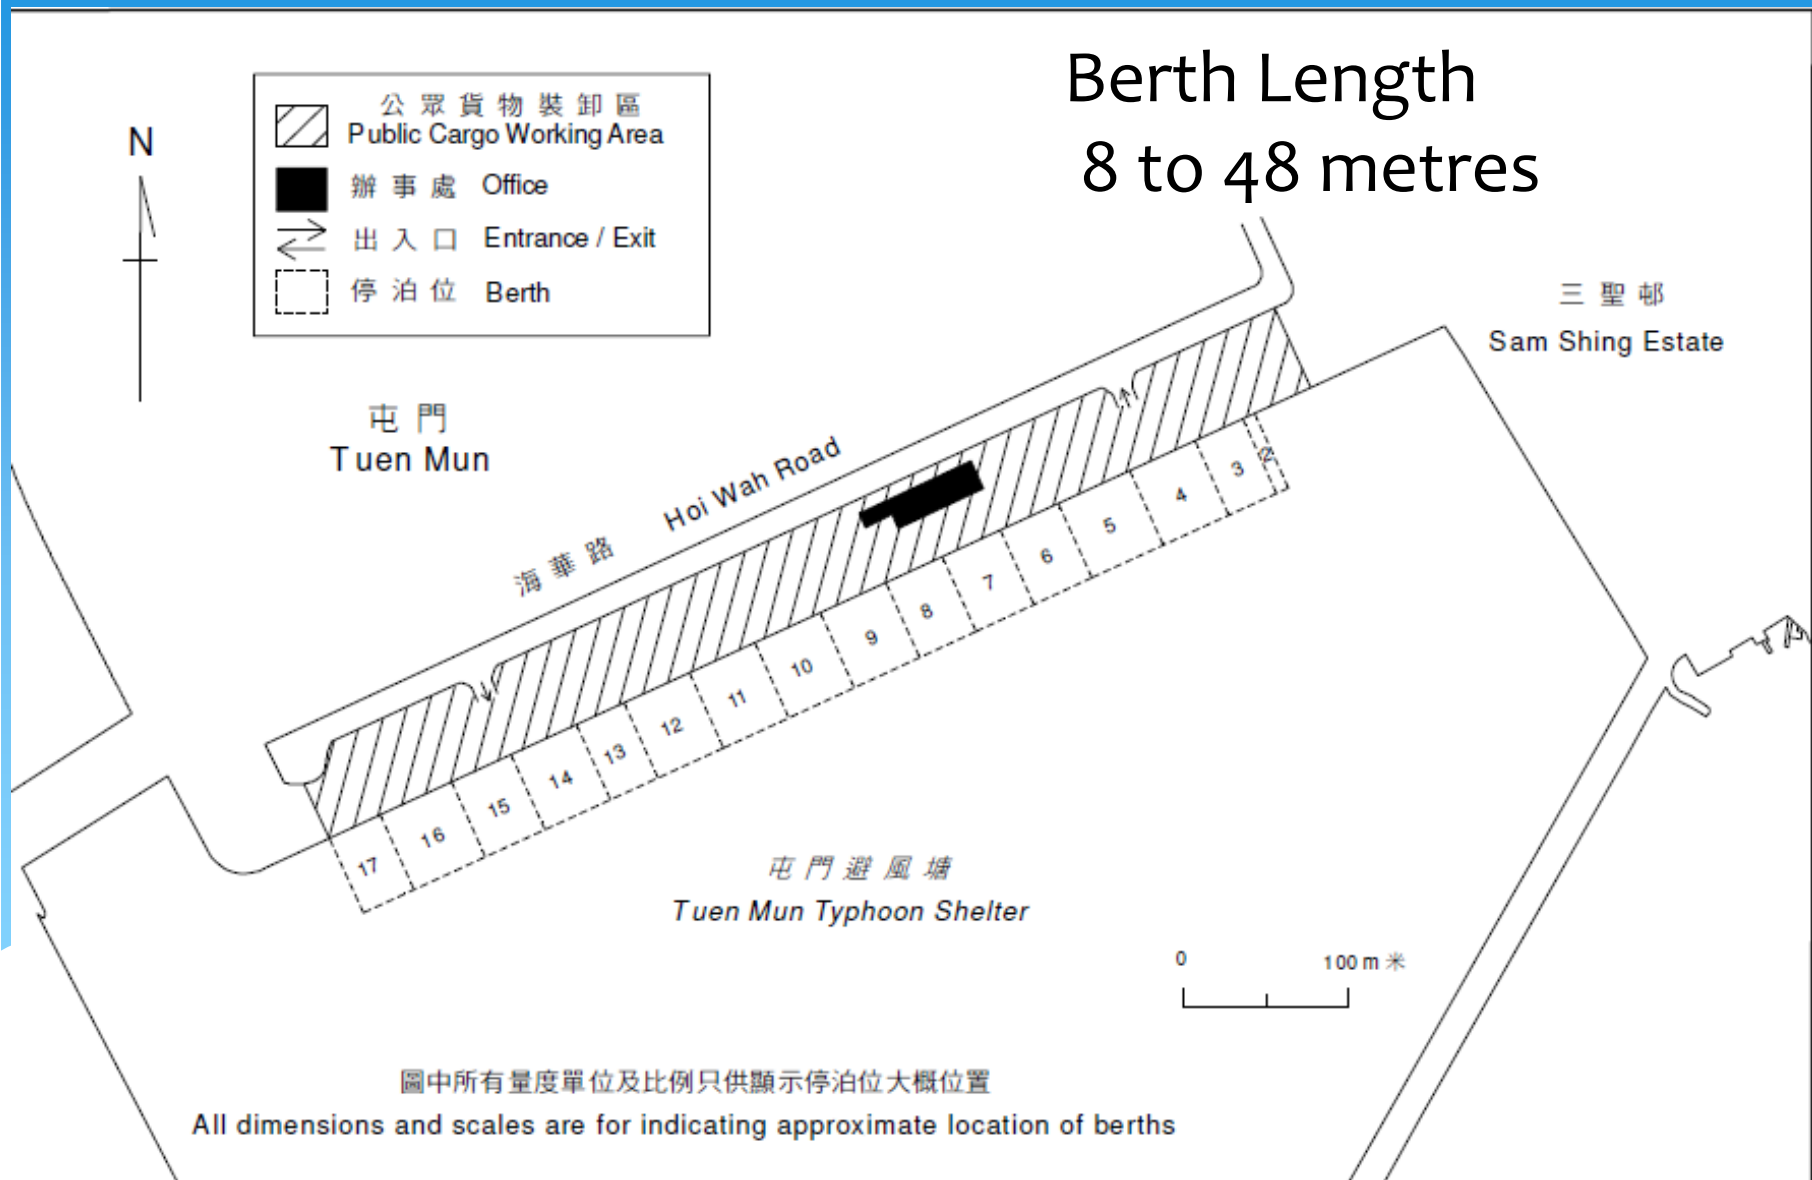 Berth Length
8 to 48 metres
公眾貨物裝卸區
Public Cargo Working Area
辦事處 Office
出入口 Entrance / Exit
停泊位 Berth
N
三聖邨
Sam Shing Estate
屯門
Tuen Mun
海華路 Hoi Wah Road
2
3
4
5
6
7
8
9
10
11
12
13
14
15
16
17
屯門避風塘
Tuen Mun Typhoon Shelter
0 100 m 米
圖中所有量度單位及比例只供顯示停泊位大概位置
All dimensions and scales are for indicating approximate location of berths